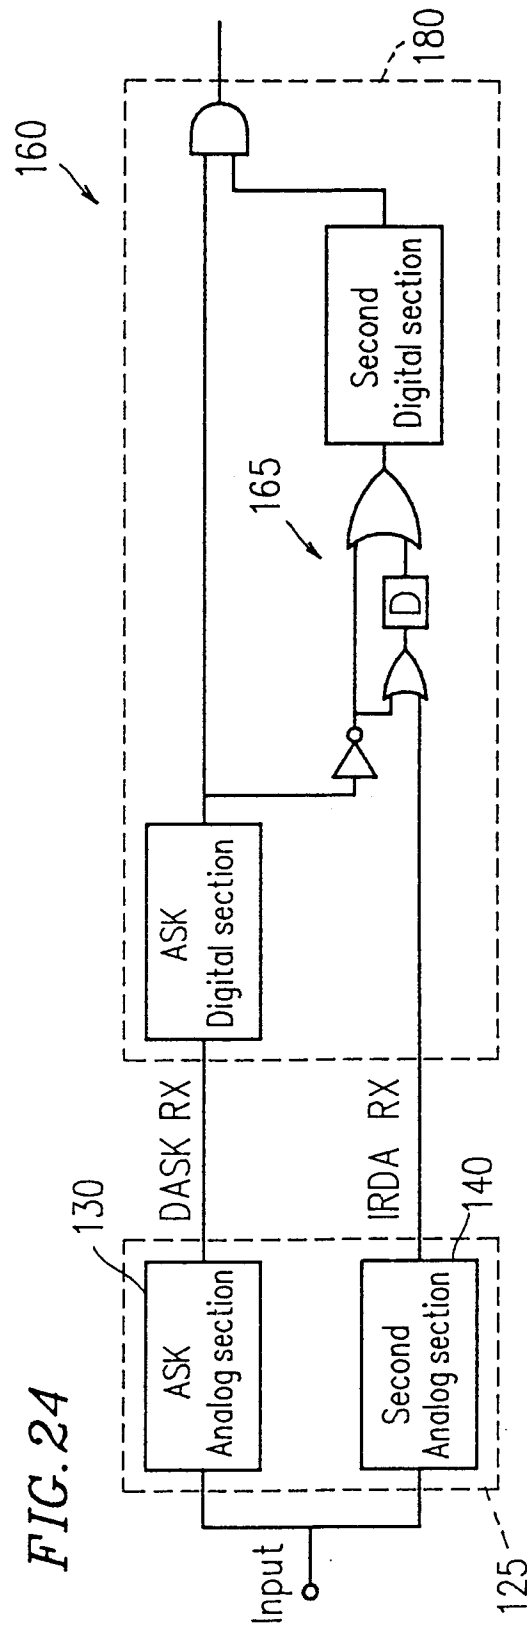 FIG. 24
160
180
130
ASK
Analog section
DASK RX
ASK
Digital section
165
Second
Digital section
D
Input
Second
Analog section
140
IRDA RX
125